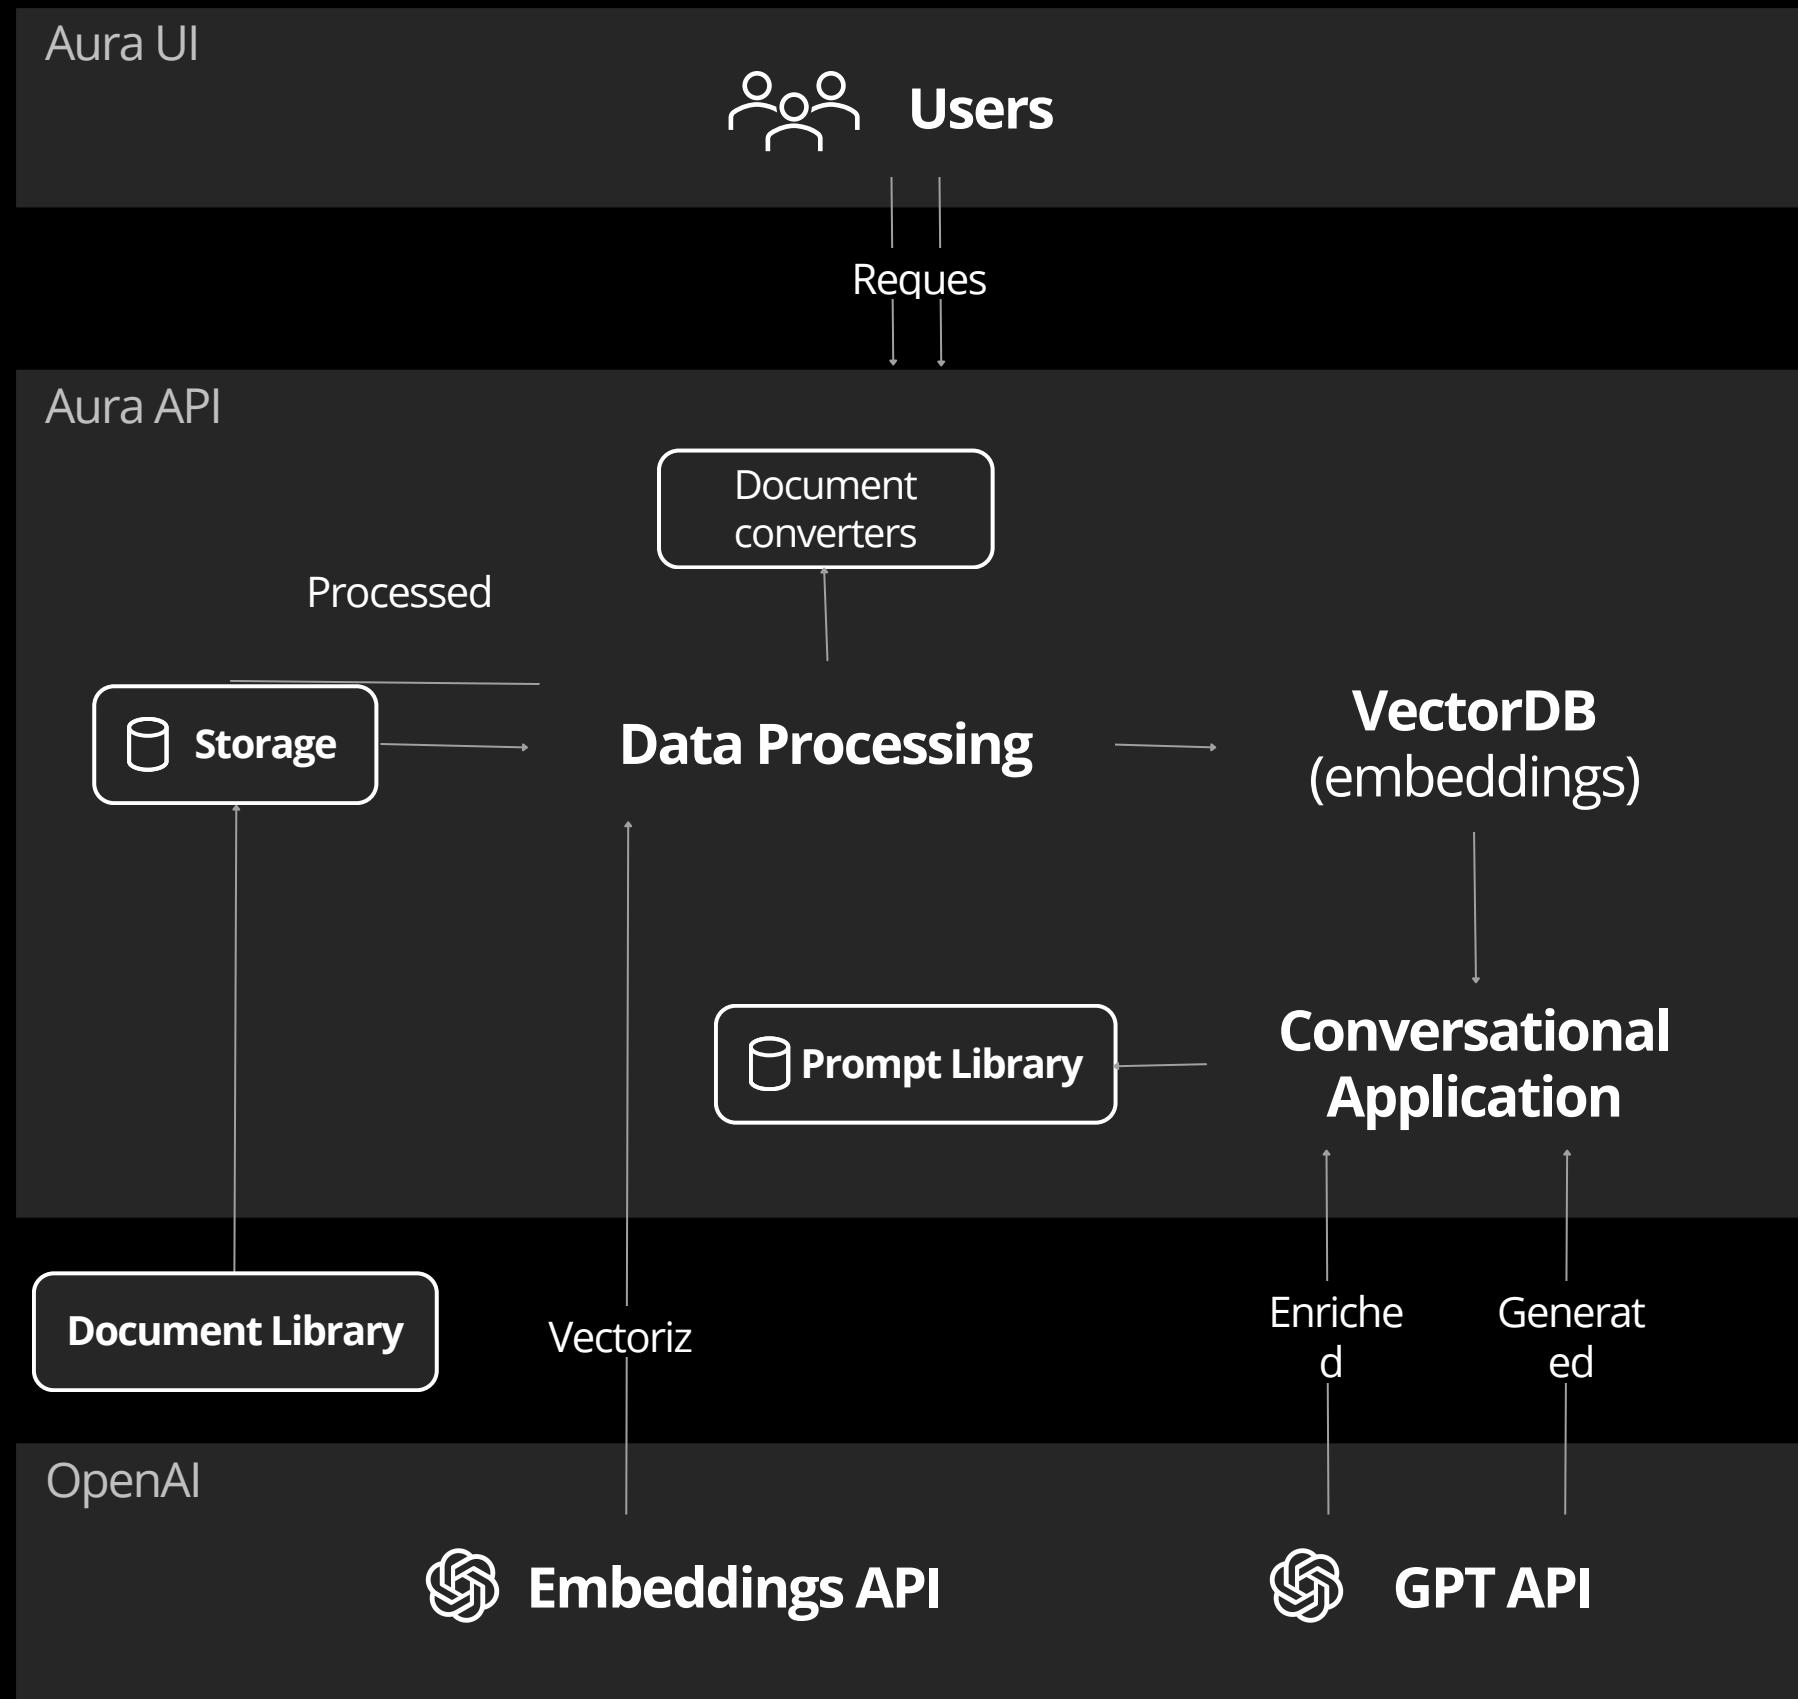 Aura UI
Users
Reques
Aura API
Document
converters
Processed
Storage
Data Processing
VectorDB
(embeddings)
Prompt Library
Conversational
Application
Document Library
Vectoriz
Enriche
d
Generat
ed
OpenAI
Embeddings API
GPT API